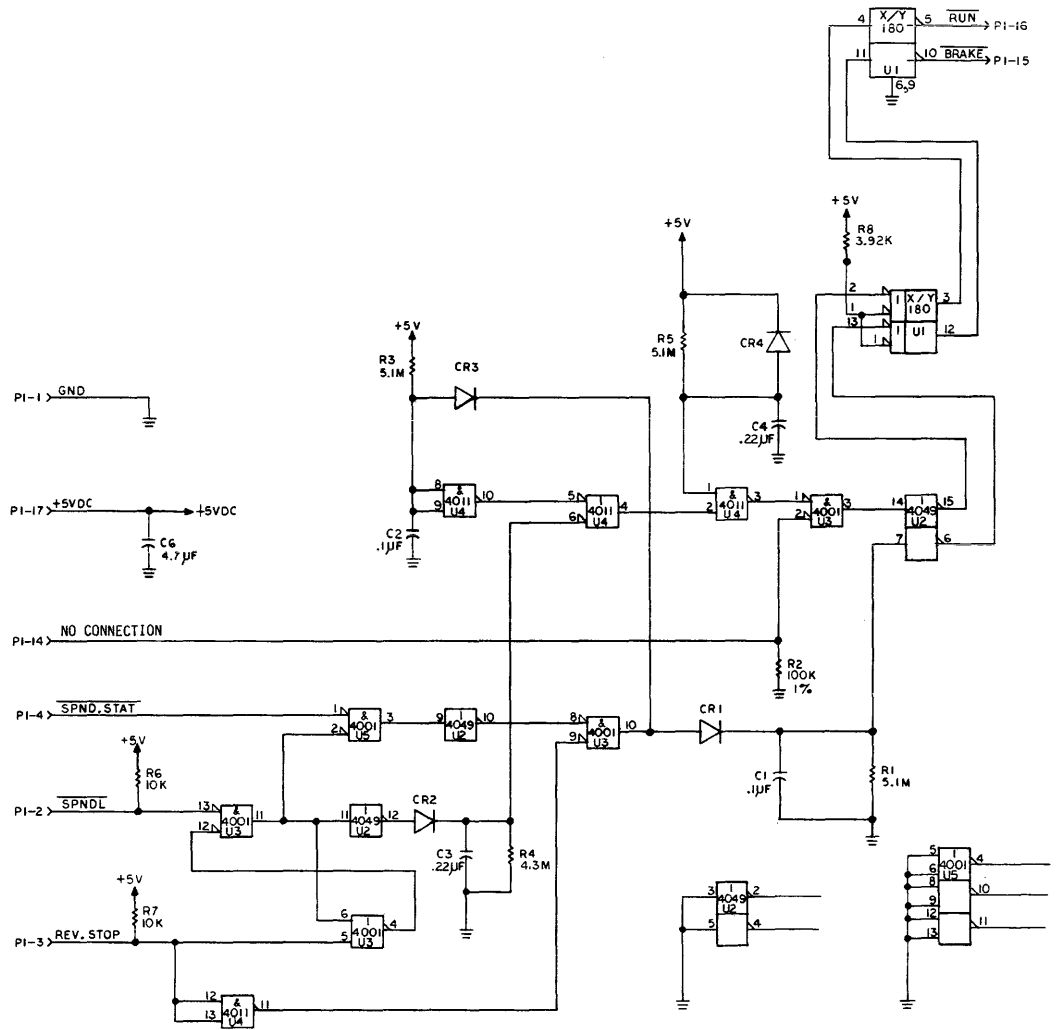 4 X/Y 5 RUN P1-16
180
11 10 BRAKE P1-15
U1
6,9
+5V
R8
3.92K
+5V
2
1 1 X/Y 3
180
13 1 U1 12
1
+5V
R3
5.1M
CR3
R5
5.1M
CR4
P1-1 GND
C4
.22µF
8 & 10
9 4011
U4
5 1 4
6 4011
U4
1 & 3
2 4011
U4
1 & 3
2 4001
U3
14 1 15
4049
U2
7 6
P1-17 +5VDC +5VDC
C6
4.7µF
C2
.1µF
P1-14 NO CONNECTION
R2
100K
1%
P1-4 SPND.STAT
1 & 3
2 4001
U5
9 1 10
4049
U2
8 & 10
9 4001
U3
CR1
+5V
R6
10K
C1
.1µF
R1
5.1M
P1-2 SPNDL
13 & 11
12 4001
U3
11 1 12
4049
U2
CR2
C3
.22µF
R4
4.3M
+5V
R7
10K
6 1 4
5 4001
U3
P1-3 REV.STOP
3 1 2
4049
U2
5 4
5 1 4
6 4001
U5
8 10
9
12 11
13
12 & 11
13 4011
U4